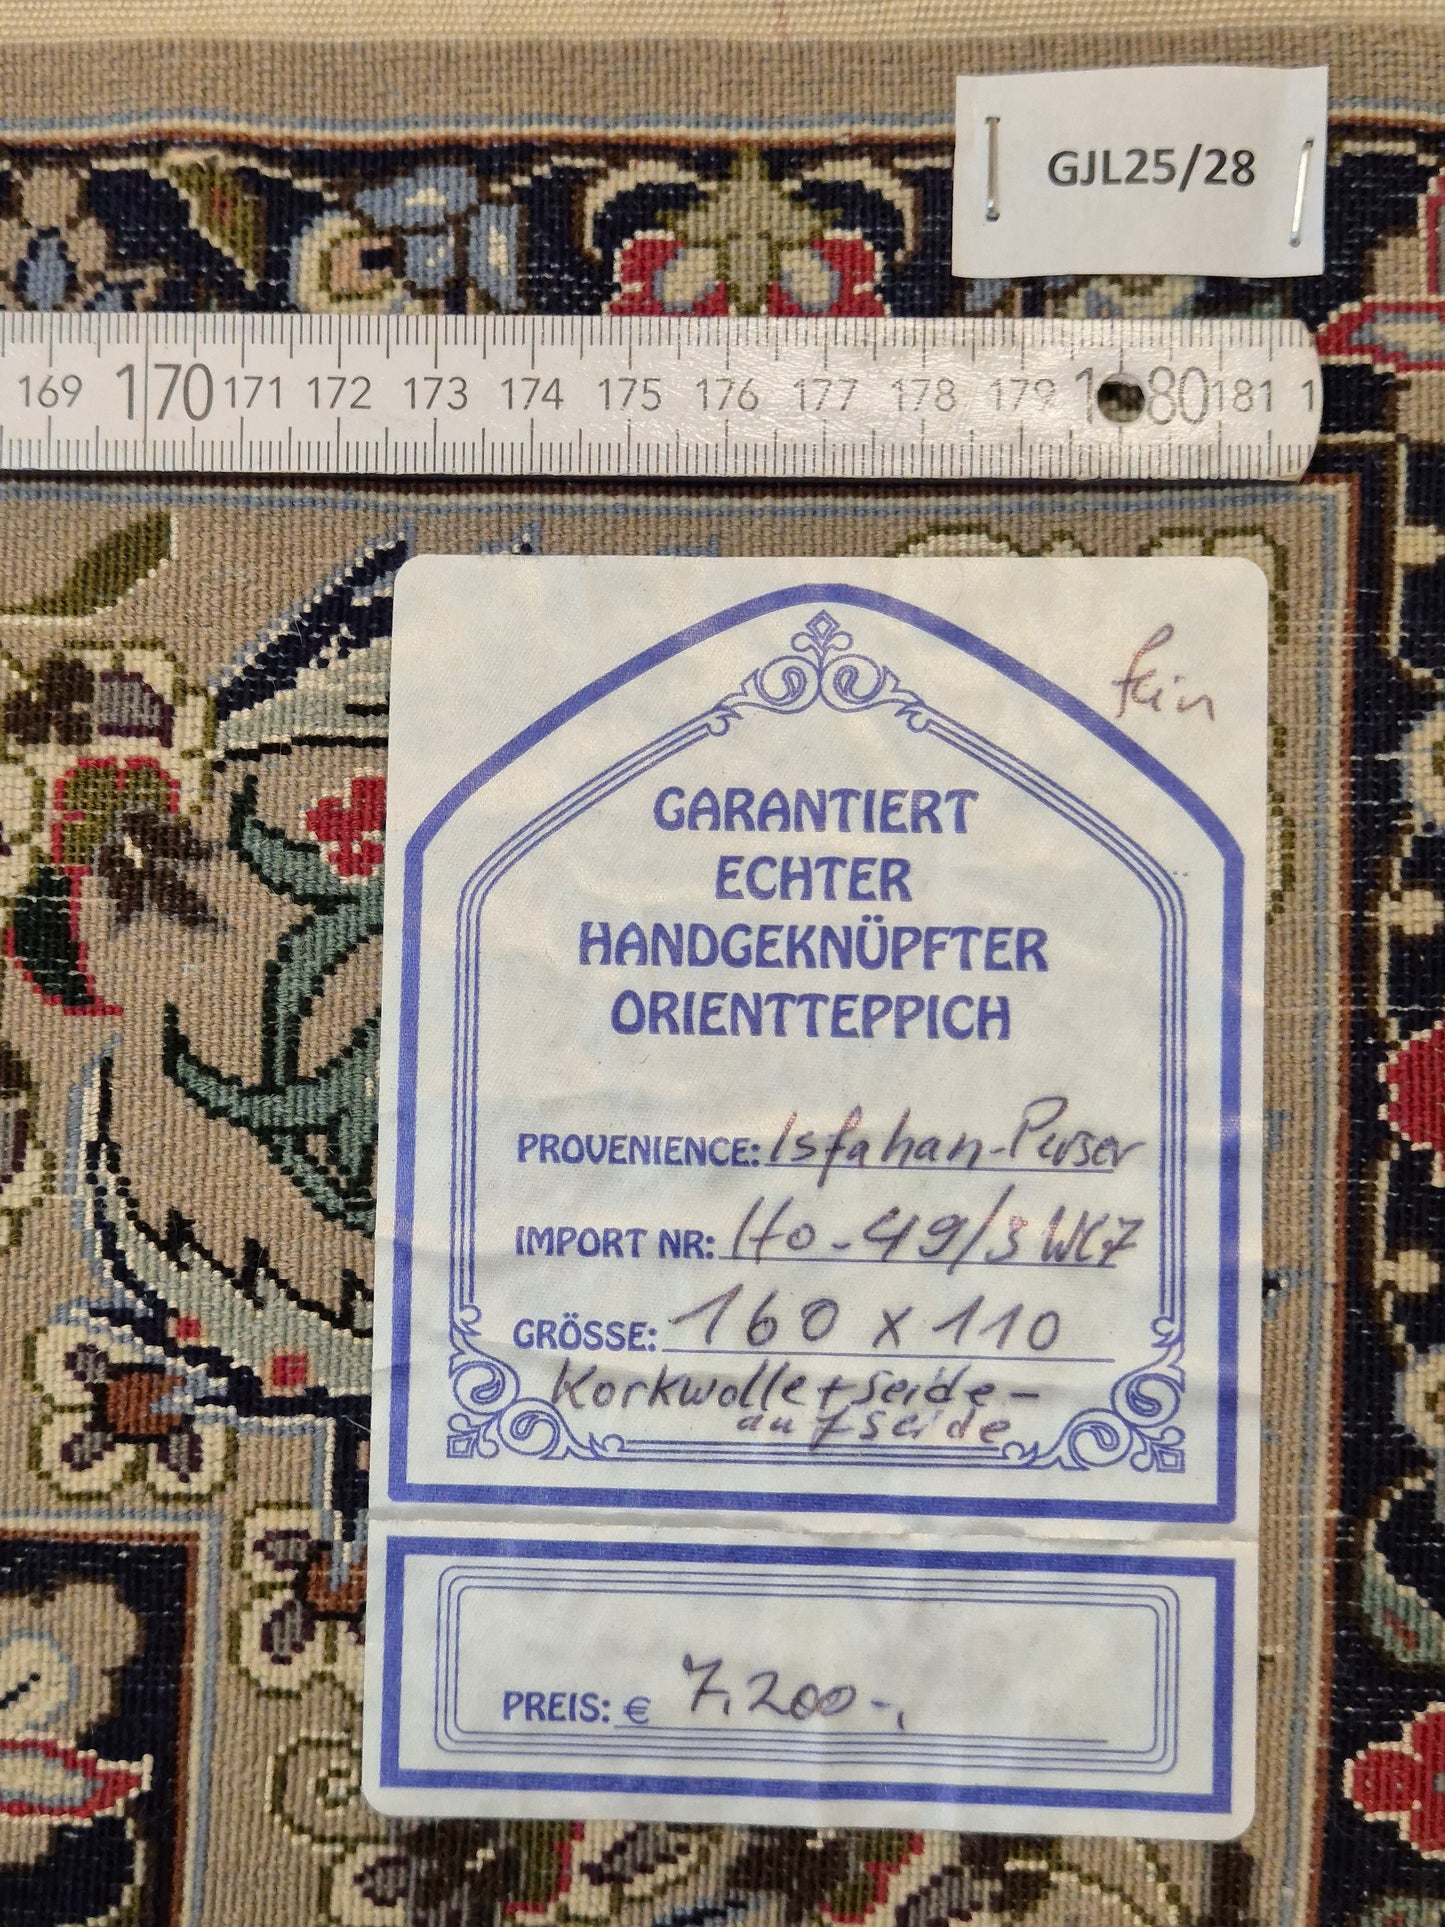 GJL25/28
169 170 171 172 173 174 175 176 177 178 179 180 181 1
fein
GARANTIERT
ECHTER
HANDGEKNÜPFTER
ORIENTTEPPICH
PROVENIENCE: Isfahan-Perser
IMPORT NR: Ho-49/3 WK7
GRÖSSE: 160 x 110
Korkwolle + Seide -
auf Seide
PREIS: € 7.200-,